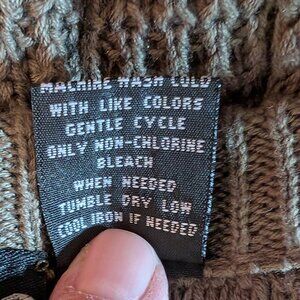 MACHINE WASH COLD
WITH LIKE COLORS
GENTLE CYCLE
ONLY NON-CHLORINE
BLEACH
WHEN NEEDED
TUMBLE DRY LOW
COOL IRON IF NEEDED